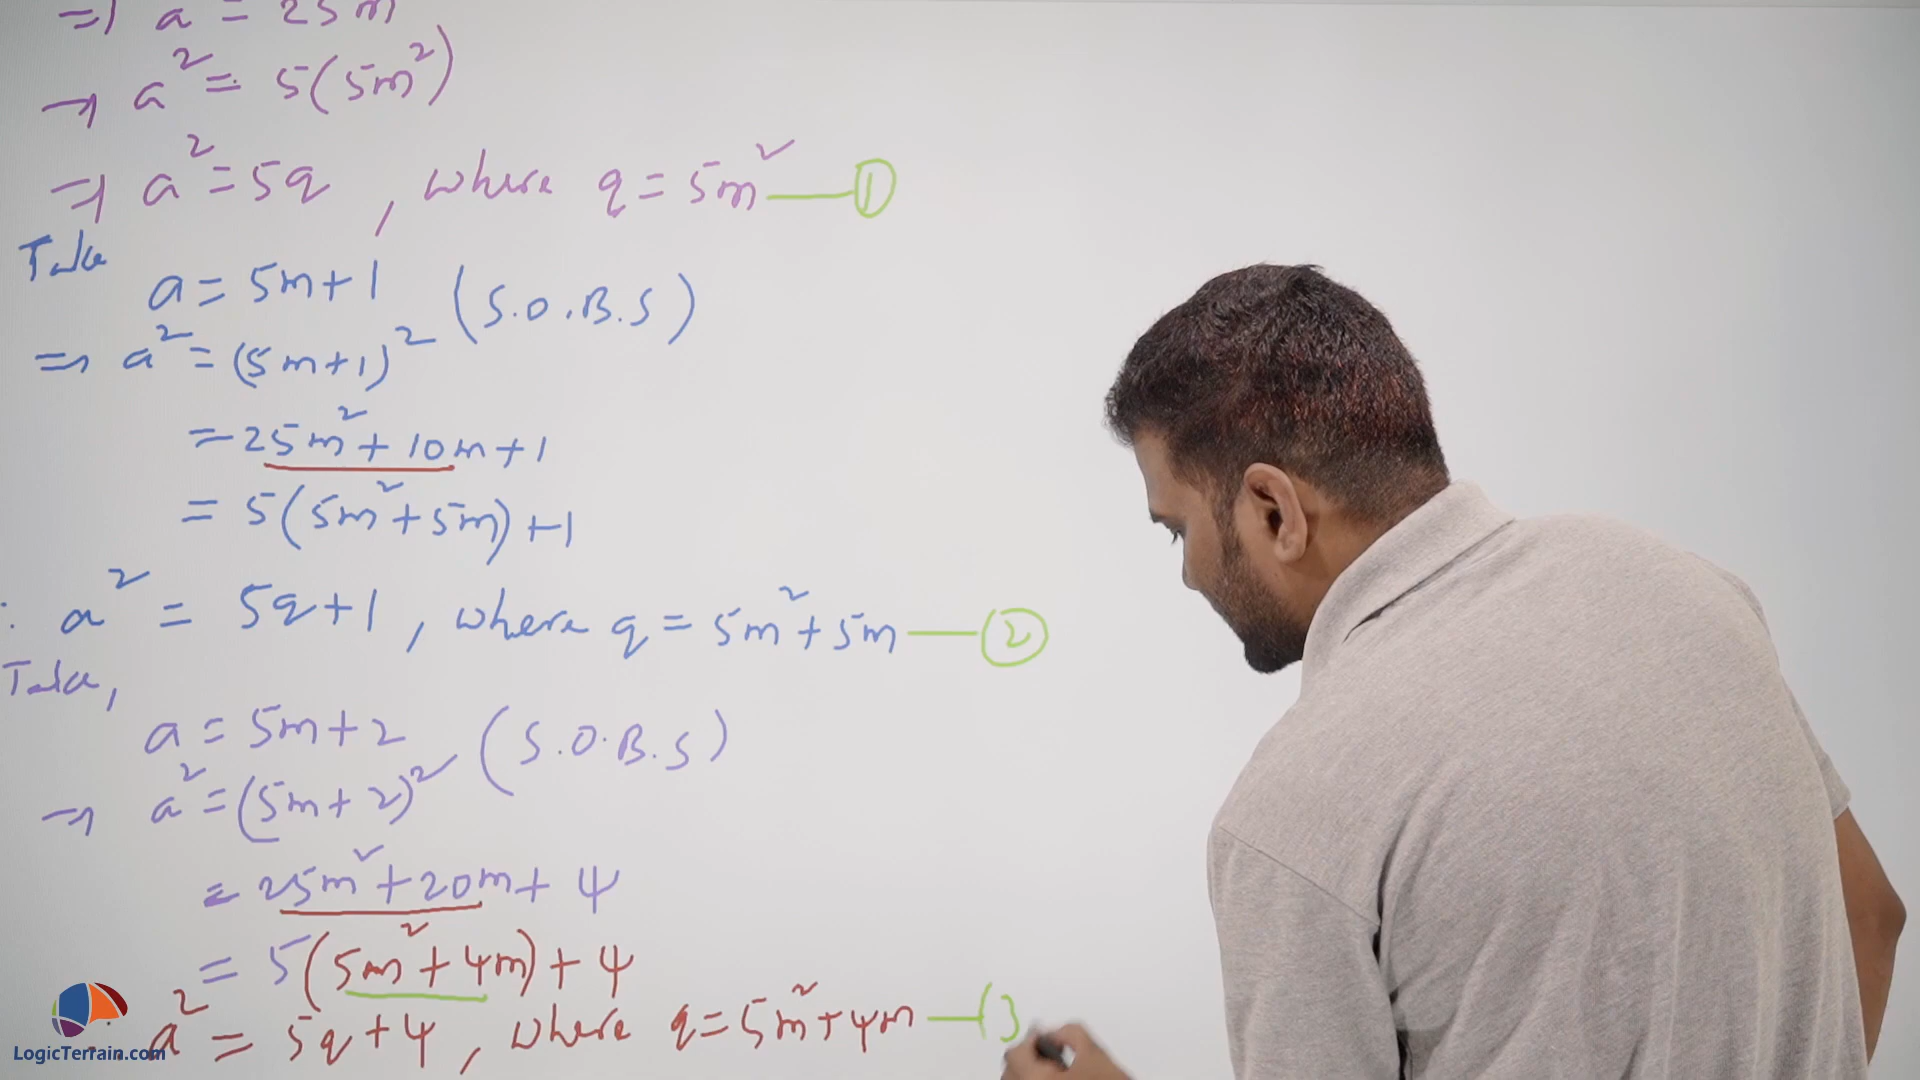 ⇒ a = 25m
→ a² = 5(5m²)
⇒ a² = 5q , where q = 5m² —— ①
Take
a = 5m+1 (S.O.B.S)
⇒ a² = (5m+1)²
= 25m² + 10m + 1
= 5(5m² + 5m) + 1
∴ a² = 5q+1 , where q = 5m² + 5m —— ②
Take,
a = 5m+2 (S.O.B.S)
→ a² = (5m+2)²
= 25m² + 20m + 4
= 5(5m² + 4m) + 4
∴ a² = 5q+4 , where q = 5m² + 4m —— (3
LogicTerrain.com